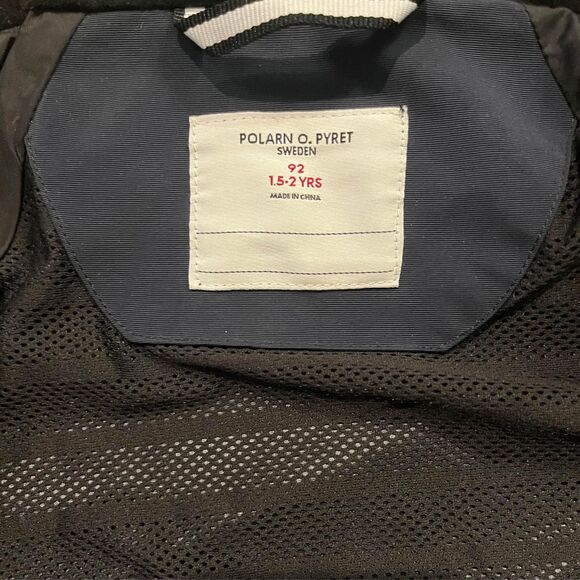 POLARN O. PYRET
SWEDEN
92
1.5-2 YRS
MADE IN CHINA